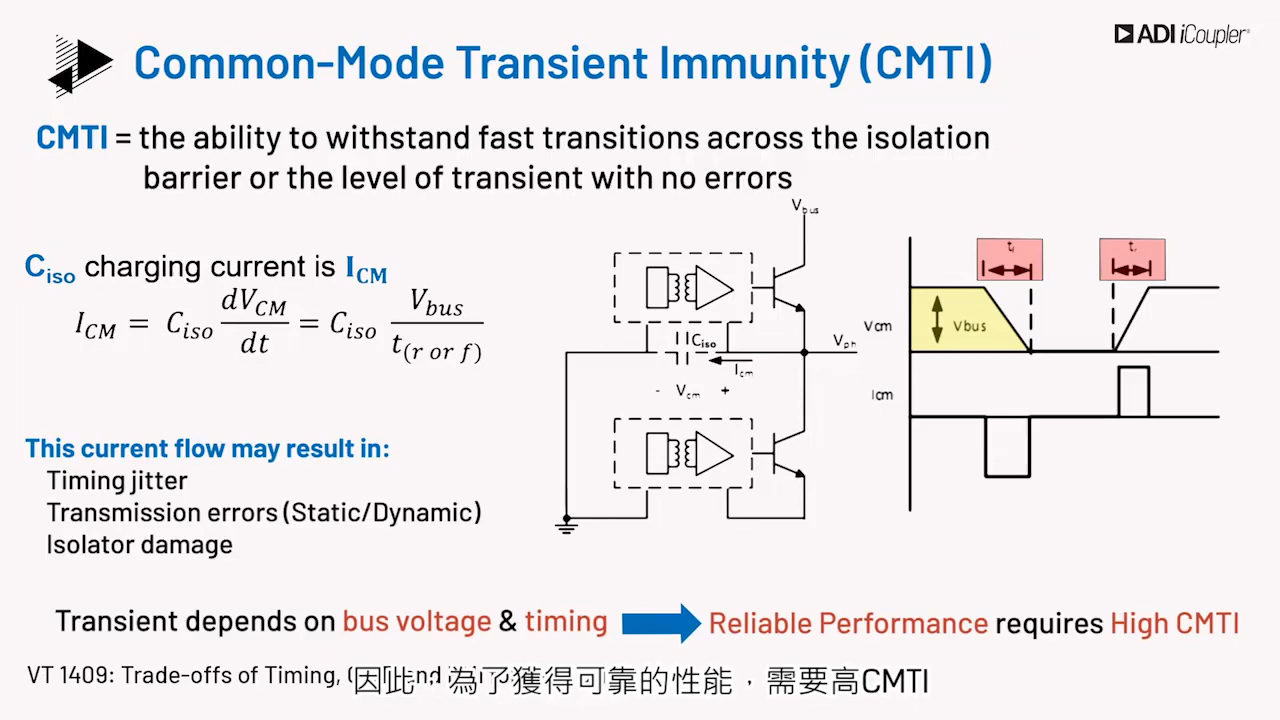 ADI iCoupler®
Common-Mode Transient Immunity (CMTI)
CMTI = the ability to withstand fast transitions across the isolation
barrier or the level of transient with no errors
C_iso charging current is I_CM
I_CM = C_iso dV_CM/dt = C_iso V_bus/t_(r or f)
This current flow may result in:
Timing jitter
Transmission errors (Static/Dynamic)
Isolator damage
V_bus
C_iso
I_cm
- V_cm +
V_ph
t_f
t_r
Vcm
Vbus
Icm
Transient depends on bus voltage & timing
Reliable Performance requires High CMTI
VT 1409: Trade-offs of Timing,
因此,為了獲得可靠的性能,需要高CMTI